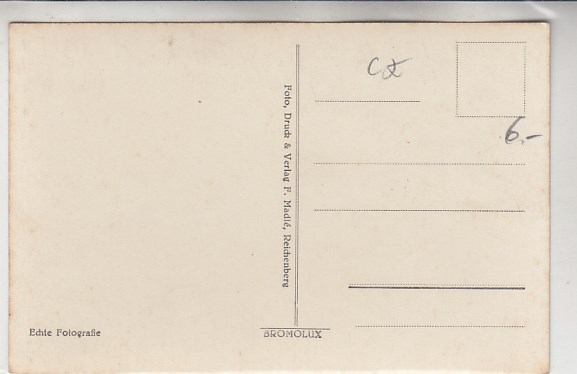 Foto, Druck & Verlag F. Madlé, Reichenberg
6.-
Echte Fotografie
BROMOLUX